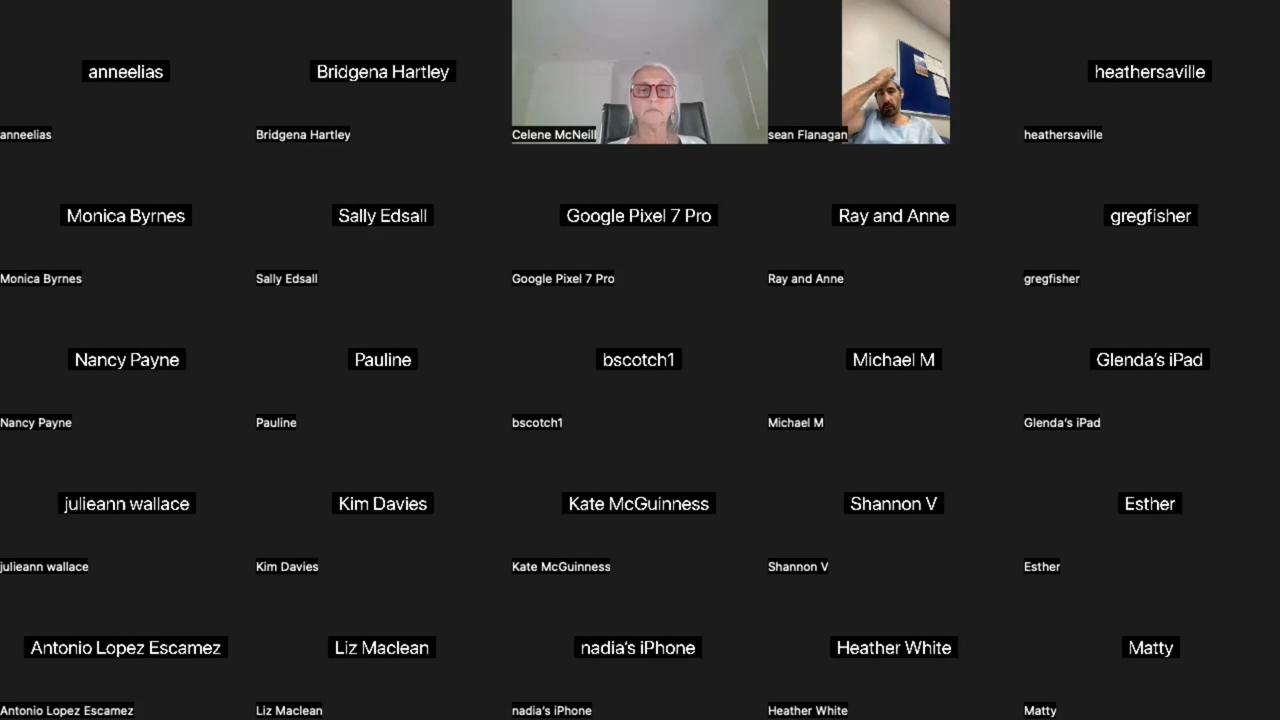 anneelias
Bridgena Hartley
heathersaville
anneelias
Bridgena Hartley
Celene McNeill
sean Flanagan
heathersaville
Monica Byrnes
Sally Edsall
Google Pixel 7 Pro
Ray and Anne
gregfisher
Monica Byrnes
Sally Edsall
Google Pixel 7 Pro
Ray and Anne
gregfisher
Nancy Payne
Pauline
bscotch1
Michael M
Glenda's iPad
Nancy Payne
Pauline
bscotch1
Michael M
Glenda's iPad
julieann wallace
Kim Davies
Kate McGuinness
Shannon V
Esther
julieann wallace
Kim Davies
Kate McGuinness
Shannon V
Esther
Antonio Lopez Escamez
Liz Maclean
nadia's iPhone
Heather White
Matty
Antonio Lopez Escamez
Liz Maclean
nadia's iPhone
Heather White
Matty